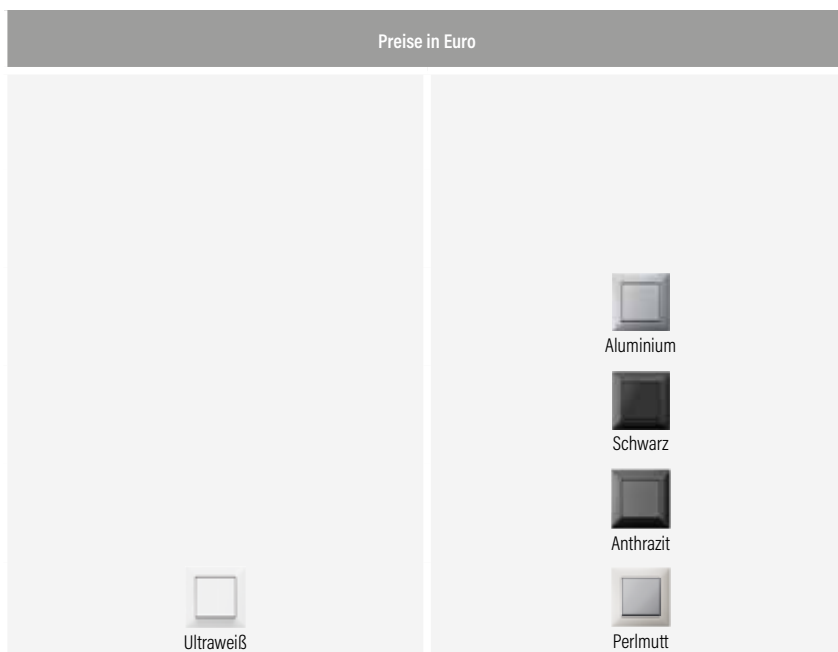 Preise in Euro
Aluminium
Schwarz
Anthrazit
Ultraweiß
Perlmutt